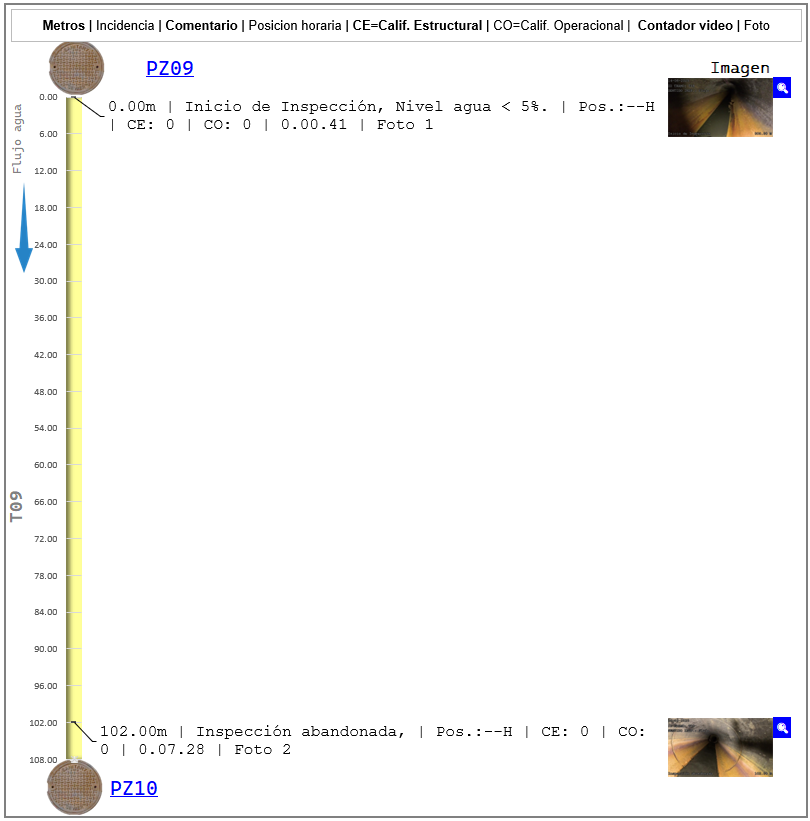 Metros | Incidencia | Comentario | Posicion horaria | CE=Calif. Estructural | CO=Calif. Operacional | Contador video | Foto
PZ09
Imagen
0.00m | Inicio de Inspección, Nivel agua < 5%. | Pos.:--H
| CE: 0 | CO: 0 | 0.00.41 | Foto 1
Flujo agua
0.00
6.00
12.00
18.00
24.00
30.00
36.00
42.00
48.00
54.00
60.00
66.00
T09
72.00
78.00
84.00
90.00
96.00
102.00
108.00
102.00m | Inspección abandonada, | Pos.:--H | CE: 0 | CO:
0 | 0.07.28 | Foto 2
PZ10